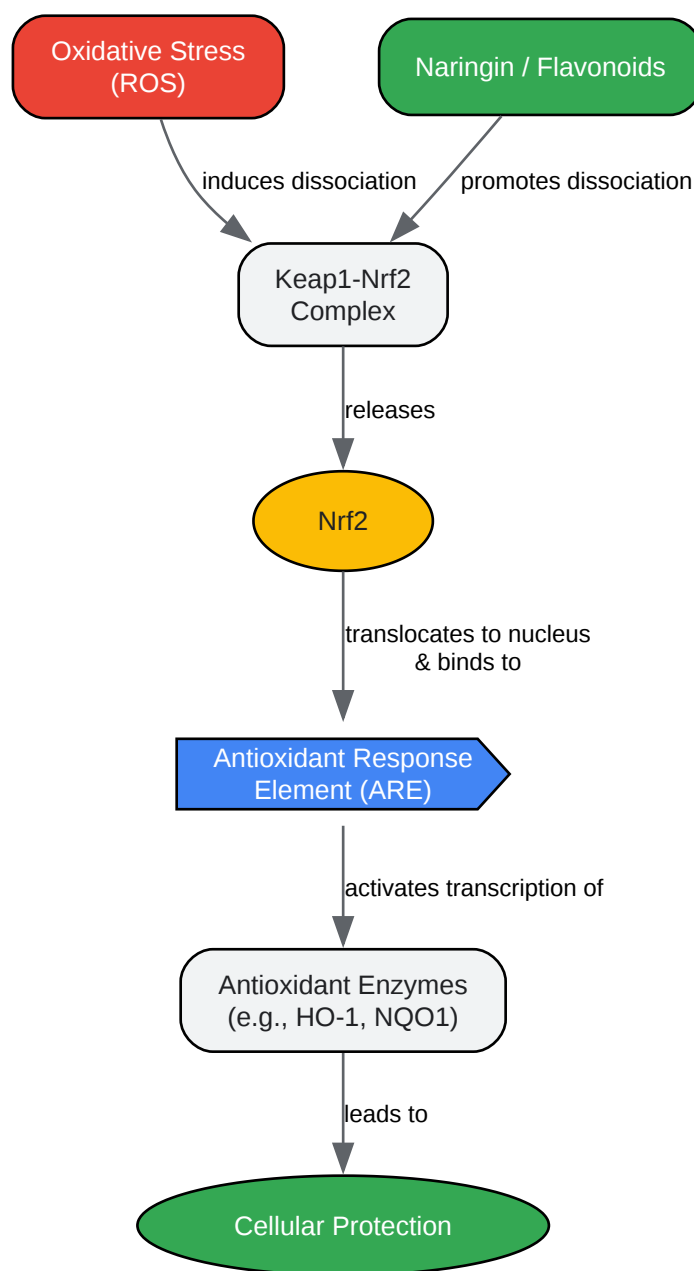 Oxidative Stress
(ROS)
Naringin / Flavonoids
induces dissociation
promotes dissociation
Keap1-Nrf2
Complex
releases
Nrf2
translocates to nucleus
& binds to
Antioxidant Response
Element (ARE)
activates transcription of
Antioxidant Enzymes
(e.g., HO-1, NQO1)
leads to
Cellular Protection